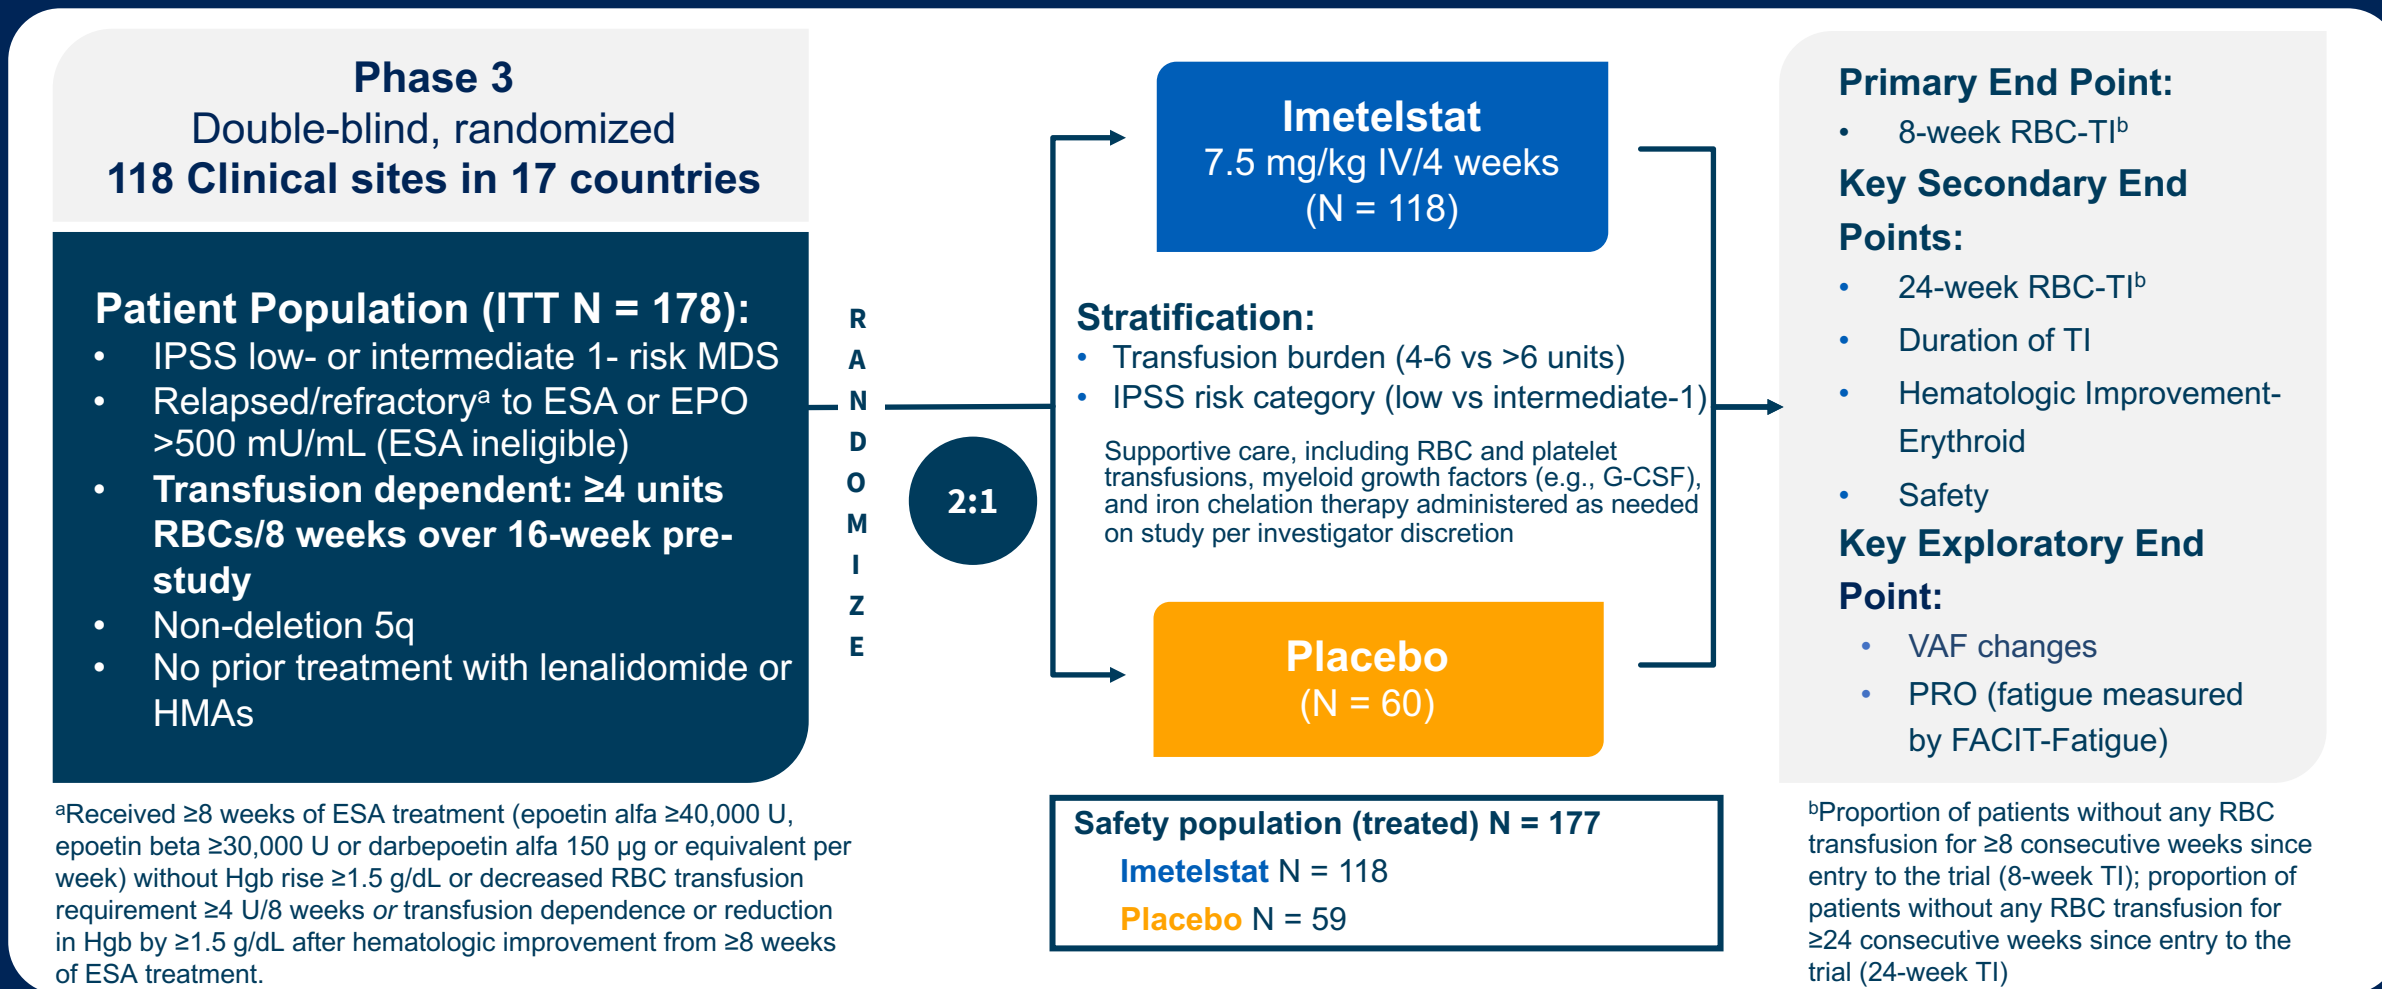 Phase 3
Double-blind, randomized
118 Clinical sites in 17 countries
Patient Population (ITT N = 178):
• IPSS low- or intermediate 1- risk MDS
• Relapsed/refractoryª to ESA or EPO
>500 mU/mL (ESA ineligible)
• Transfusion dependent: ≥4 units
RBCs/8 weeks over 16-week pre-
study
• Non-deletion 5q
• No prior treatment with lenalidomide or
HMAs
ªReceived ≥8 weeks of ESA treatment (epoetin alfa ≥40,000 U,
epoetin beta ≥30,000 U or darbepoetin alfa 150 µg or equivalent per
week) without Hgb rise ≥1.5 g/dL or decreased RBC transfusion
requirement ≥4 U/8 weeks or transfusion dependence or reduction
in Hgb by ≥1.5 g/dL after hematologic improvement from ≥8 weeks
of ESA treatment.
R
A
N
D
O
M
I
Z
E
2:1
Imetelstat
7.5 mg/kg IV/4 weeks
(N = 118)
Stratification:
• Transfusion burden (4-6 vs >6 units)
• IPSS risk category (low vs intermediate-1)
Supportive care, including RBC and platelet
transfusions, myeloid growth factors (e.g., G-CSF),
and iron chelation therapy administered as needed
on study per investigator discretion
Placebo
(N = 60)
Safety population (treated) N = 177
Imetelstat N = 118
Placebo N = 59
Primary End Point:
• 8-week RBC-TIᵇ
Key Secondary End
Points:
• 24-week RBC-TIᵇ
• Duration of TI
• Hematologic Improvement-
Erythroid
• Safety
Key Exploratory End
Point:
• VAF changes
• PRO (fatigue measured
by FACIT-Fatigue)
ᵇProportion of patients without any RBC
transfusion for ≥8 consecutive weeks since
entry to the trial (8-week TI); proportion of
patients without any RBC transfusion for
≥24 consecutive weeks since entry to the
trial (24-week TI)